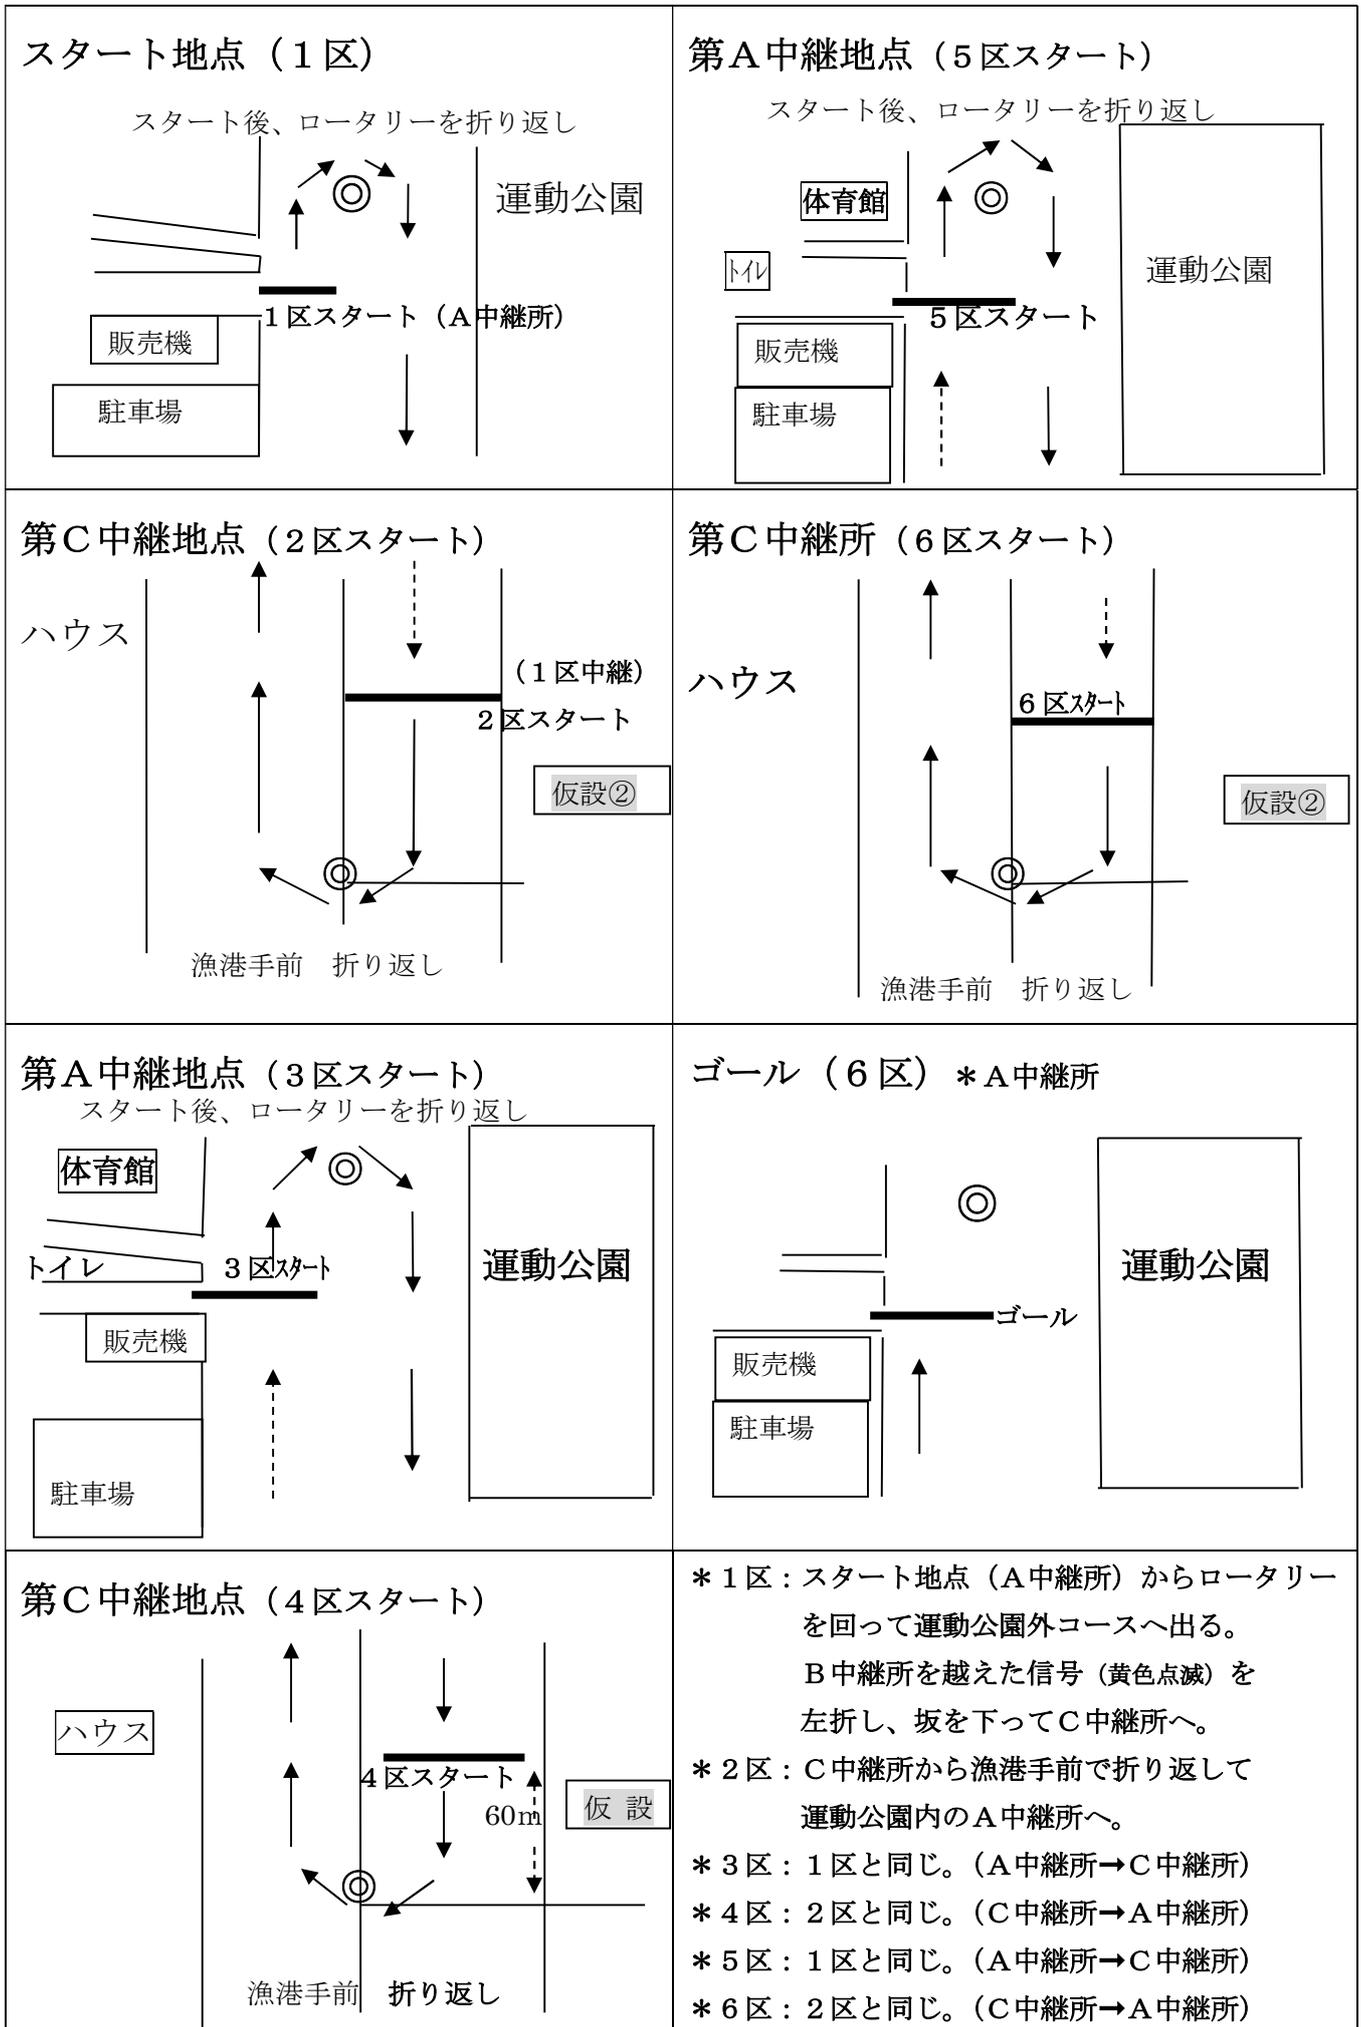 スタート地点（１区）
スタート後、ロータリーを折り返し
運動公園
１区スタート（Ａ中継所）
販売機
駐車場
第Ａ中継地点（５区スタート）
スタート後、ロータリーを折り返し
体育館
ﾄｲﾚ
運動公園
５区スタート
販売機
駐車場
第Ｃ中継地点（２区スタート）
ハウス
（１区中継）
２区スタート
仮設②
漁港手前　折り返し
第Ｃ中継所（６区スタート）
ハウス
６区ｽﾀｰﾄ
仮設②
漁港手前　折り返し
第Ａ中継地点（３区スタート）
スタート後、ロータリーを折り返し
体育館
トイレ
３区ｽﾀｰﾄ
運動公園
販売機
駐車場
ゴール（６区）＊Ａ中継所
運動公園
ゴール
販売機
駐車場
第Ｃ中継地点（４区スタート）
ハウス
４区スタート
60ｍ
仮 設
漁港手前　折り返し
＊１区：スタート地点（Ａ中継所）からロータリー
を回って運動公園外コースへ出る。
Ｂ中継所を越えた信号（黄色点滅）を
左折し、坂を下ってＣ中継所へ。
＊２区：Ｃ中継所から漁港手前で折り返して
運動公園内のＡ中継所へ。
＊３区：１区と同じ。（Ａ中継所→Ｃ中継所）
＊４区：２区と同じ。（Ｃ中継所→Ａ中継所）
＊５区：１区と同じ。（Ａ中継所→Ｃ中継所）
＊６区：２区と同じ。（Ｃ中継所→Ａ中継所）